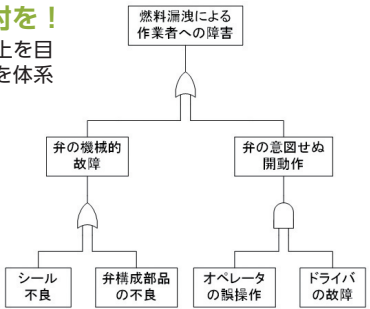 付を！
上を目
を体系
燃料漏洩による
作業者への障害
弁の機械的
故障
弁の意図せぬ
開動作
シール
不良
弁構成部品
の不良
オペレータ
の誤操作
ドライバ
の故障